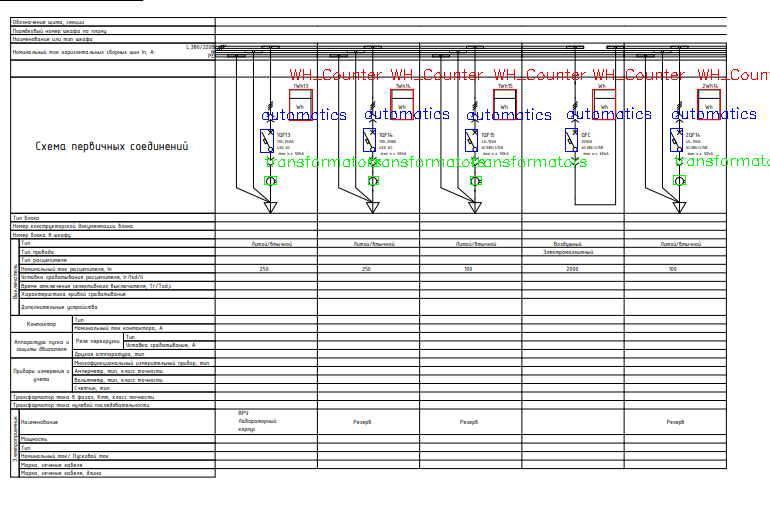 Обозначение щита, секции
Порядковый номер шкафа по плану
Наименование или тип шкафа
Номинальный ток горизонтальных сборных шин In, А.
L,380/220В
N
PE
WH_Counter WH_Counter WH_Counter WH_Counter WH_Counter
1Wh13 1Wh14 1Wh15 Wh 2Wh14
Wh Wh Wh Wh Wh
automatics automatics automatics automatics automatics
Схема первичных соединений
1QF13 1QF14 1QF15 QFC 2QF14
transformators transformators transformators transformators
Тип блока
Номер конструкторской документации блока
Номер блока в шкафу
Выключатель
Тип Литой/Втычной Литой/Втычной Литой/Втычной Воздушный Литой/Втычной
Тип привода Электромагнитный
Тип расцепителя
Номинальный ток расцепителя, In 250 250 100 2000 100
Уставка срабатывания расцепителя, Ir/Isd/Ii
Время отключения селективного выключателя, Tr/Tsd,с
Характеристика кривой срабатывания
Дополнительные устройства
Контактор
Тип
Номинальный ток контактора, А
Аппаратура пуска и защиты двигателя
Реле перегрузки
Тип
Уставка срабатывания, А
Другая апппаратура, тип
Приборы измерения и учета
Многофункциональный измерительный прибор, тип
Амперметр, тип, класс точности
Вольтметр, тип, класс точности
Счетчик, тип
Трансформатор тока в фазах, Kтт, класс точности
Трансформатор тока нулевой последовательности
Электроприемник
Наименование
ВРУ
Лабораторный
корпус
Резерв Резерв Резерв
Мощность
Тип
Номинальный ток/ Пусковой ток
Марка, сечение кабеля
Марка, сечение кабеля, длина